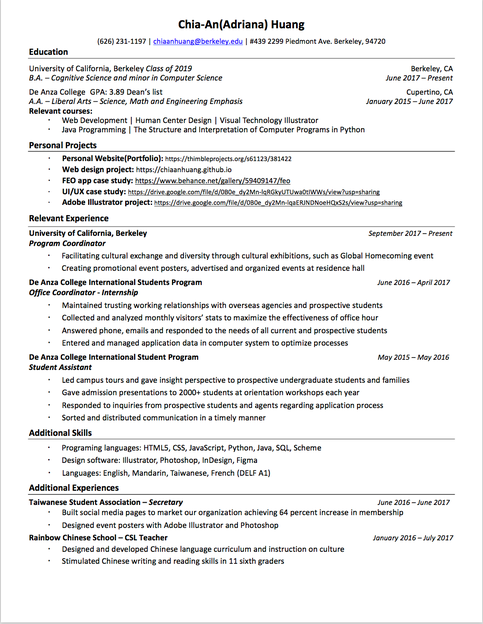 Chia-An(Adriana) Huang
(626) 231-1197 | chiaanhuang@berkeley.edu | #439 2299 Piedmont Ave. Berkeley, 94720
Education
University of California, Berkeley Class of 2019 Berkeley, CA
B.A. – Cognitive Science and minor in Computer Science June 2017 – Present
De Anza College GPA: 3.89 Dean's list Cupertino, CA
A.A. – Liberal Arts – Science, Math and Engineering Emphasis January 2015 – June 2017
Relevant courses:
· Web Development | Human Center Design | Visual Technology Illustrator
· Java Programming | The Structure and Interpretation of Computer Programs in Python
Personal Projects
· Personal Website(Portfolio): https://thimbleprojects.org/s61123/381422
· Web design project: https://chiaanhuang.github.io
· FEO app case study: https://www.behance.net/gallery/59409147/feo
· UI/UX case study: https://drive.google.com/file/d/0B0e_dy2Mn-lqRGkyUTUwa0tIWWs/view?usp=sharing
· Adobe Illustrator project: https://drive.google.com/file/d/0B0e_dy2Mn-lqaERJNDNoeHQxS2s/view?usp=sharing
Relevant Experience
University of California, Berkeley September 2017 – Present
Program Coordinator
· Facilitating cultural exchange and diversity through cultural exhibitions, such as Global Homecoming event
· Creating promotional event posters, advertised and organized events at residence hall
De Anza College International Students Program June 2016 – April 2017
Office Coordinator - Internship
· Maintained trusting working relationships with overseas agencies and prospective students
· Collected and analyzed monthly visitors' stats to maximize the effectiveness of office hour
· Answered phone, emails and responded to the needs of all current and prospective students
· Entered and managed application data in computer system to optimize processes
De Anza College International Student Program May 2015 – May 2016
Student Assistant
· Led campus tours and gave insight perspective to prospective undergraduate students and families
· Gave admission presentations to 2000+ students at orientation workshops each year
· Responded to inquiries from prospective students and agents regarding application process
· Sorted and distributed communication in a timely manner
Additional Skills
· Programing languages: HTML5, CSS, JavaScript, Python, Java, SQL, Scheme
· Design software: Illustrator, Photoshop, InDesign, Figma
· Languages: English, Mandarin, Taiwanese, French (DELF A1)
Additional Experiences
Taiwanese Student Association – Secretary June 2016 – June 2017
· Built social media pages to market our organization achieving 64 percent increase in membership
· Designed event posters with Adobe Illustrator and Photoshop
Rainbow Chinese School – CSL Teacher January 2016 – July 2017
· Designed and developed Chinese language curriculum and instruction on culture
· Stimulated Chinese writing and reading skills in 11 sixth graders